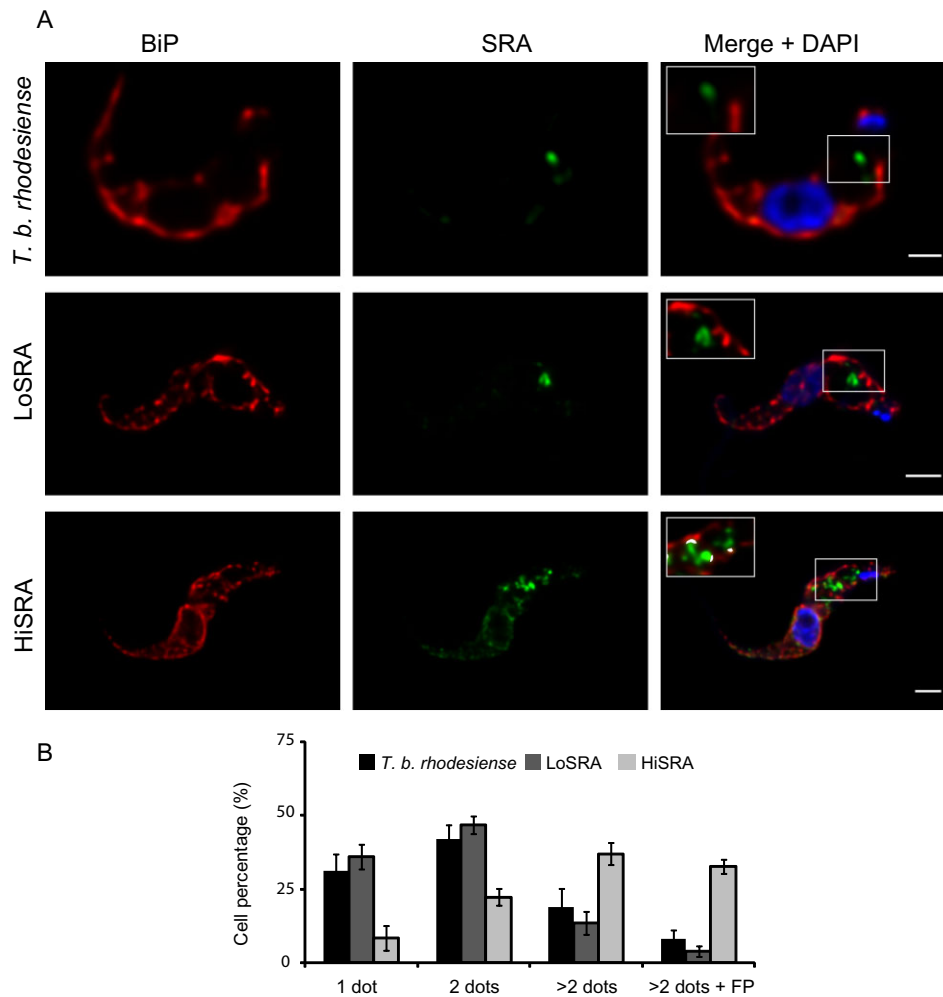 A
BiP SRA Merge + DAPI
T. b. rhodesiense
LoSRA
HiSRA
B
75
T. b. rhodesiense LoSRA HiSRA
50
25
0
Cell percentage (%)
1 dot 2 dots >2 dots >2 dots + FP